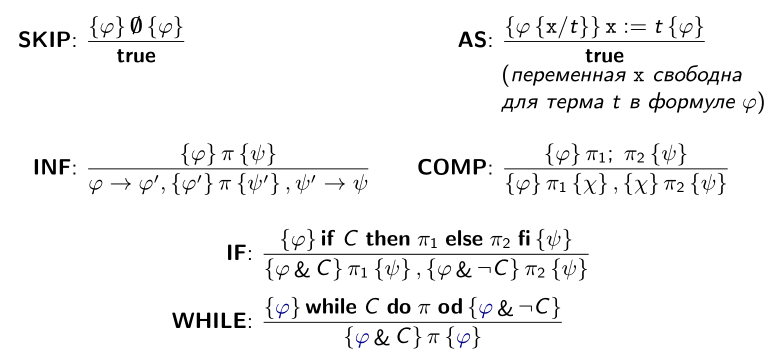 SKIP: {φ} ∅ {φ} / true
AS: {φ {x/t}} x := t {φ} / true
(переменная x свободна
для терма t в формуле φ)
INF: {φ} π {ψ} / φ → φ′, {φ′} π {ψ′} , ψ′ → ψ
COMP: {φ} π₁; π₂ {ψ} / {φ} π₁ {χ} , {χ} π₂ {ψ}
IF: {φ} if C then π₁ else π₂ fi {ψ} / {φ & C} π₁ {ψ} , {φ & ¬C} π₂ {ψ}
WHILE: {φ} while C do π od {φ & ¬C} / {φ & C} π {φ}